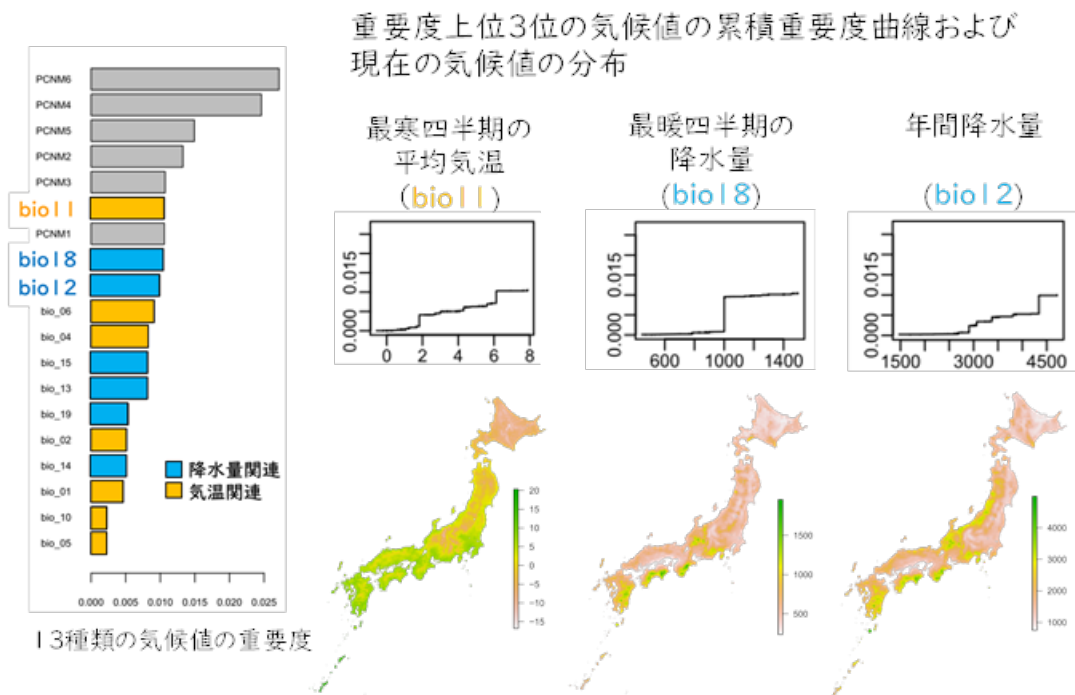 重要度上位3位の気候値の累積重要度曲線および
現在の気候値の分布
PCNM6
PCNM4
PCNM5
PCNM2
PCNM3
bio11
PCNM1
bio18
bio12
bio_06
bio_04
bio_15
bio_13
bio_19
bio_02
bio_14
bio_01
bio_10
bio_05
降水量関連
気温関連
0.000 0.005 0.010 0.015 0.020 0.025
13種類の気候値の重要度
最寒四半期の
平均気温
(bio11)
0.015
0.000
0 2 4 6 8
20
15
10
5
0
-5
-10
-15
最暖四半期の
降水量
(bio18)
0.015
0.000
600 1000 1400
1500
1000
500
年間降水量
(bio12)
0.015
0.000
1500 3000 4500
4000
3000
2000
1000